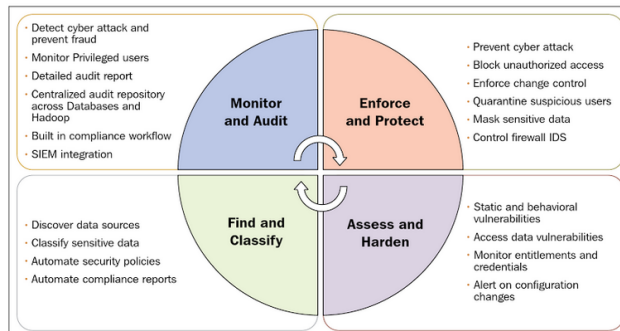 • Detect cyber attack and
prevent fraud
• Monitor Privileged users
• Detailed audit report
• Centralized audit repository
across Databases and
Hadoop
• Built in compliance workflow
• SIEM integration
Monitor
and Audit
Enforce
and Protect
• Prevent cyber attack
• Block unauthorized access
• Enforce change control
• Quarantine suspicious users
• Mask sensitive data
• Control firewall IDS
• Discover data sources
• Classify sensitive data
• Automate security policies
• Automate compliance reports
Find and
Classify
Assess and
Harden
• Static and behavioral
vulnerabilities
• Access data vulnerabilities
• Monitor entitlements and
credentials
• Alert on configuration
changes